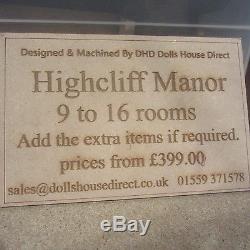 Designed & Machined By DHD Dolls House Direct
Highcliff Manor
9 to 16 rooms
Add the extra items if required.
prices from £399.00
sales@dollshousedirect.co.uk 01559 371578